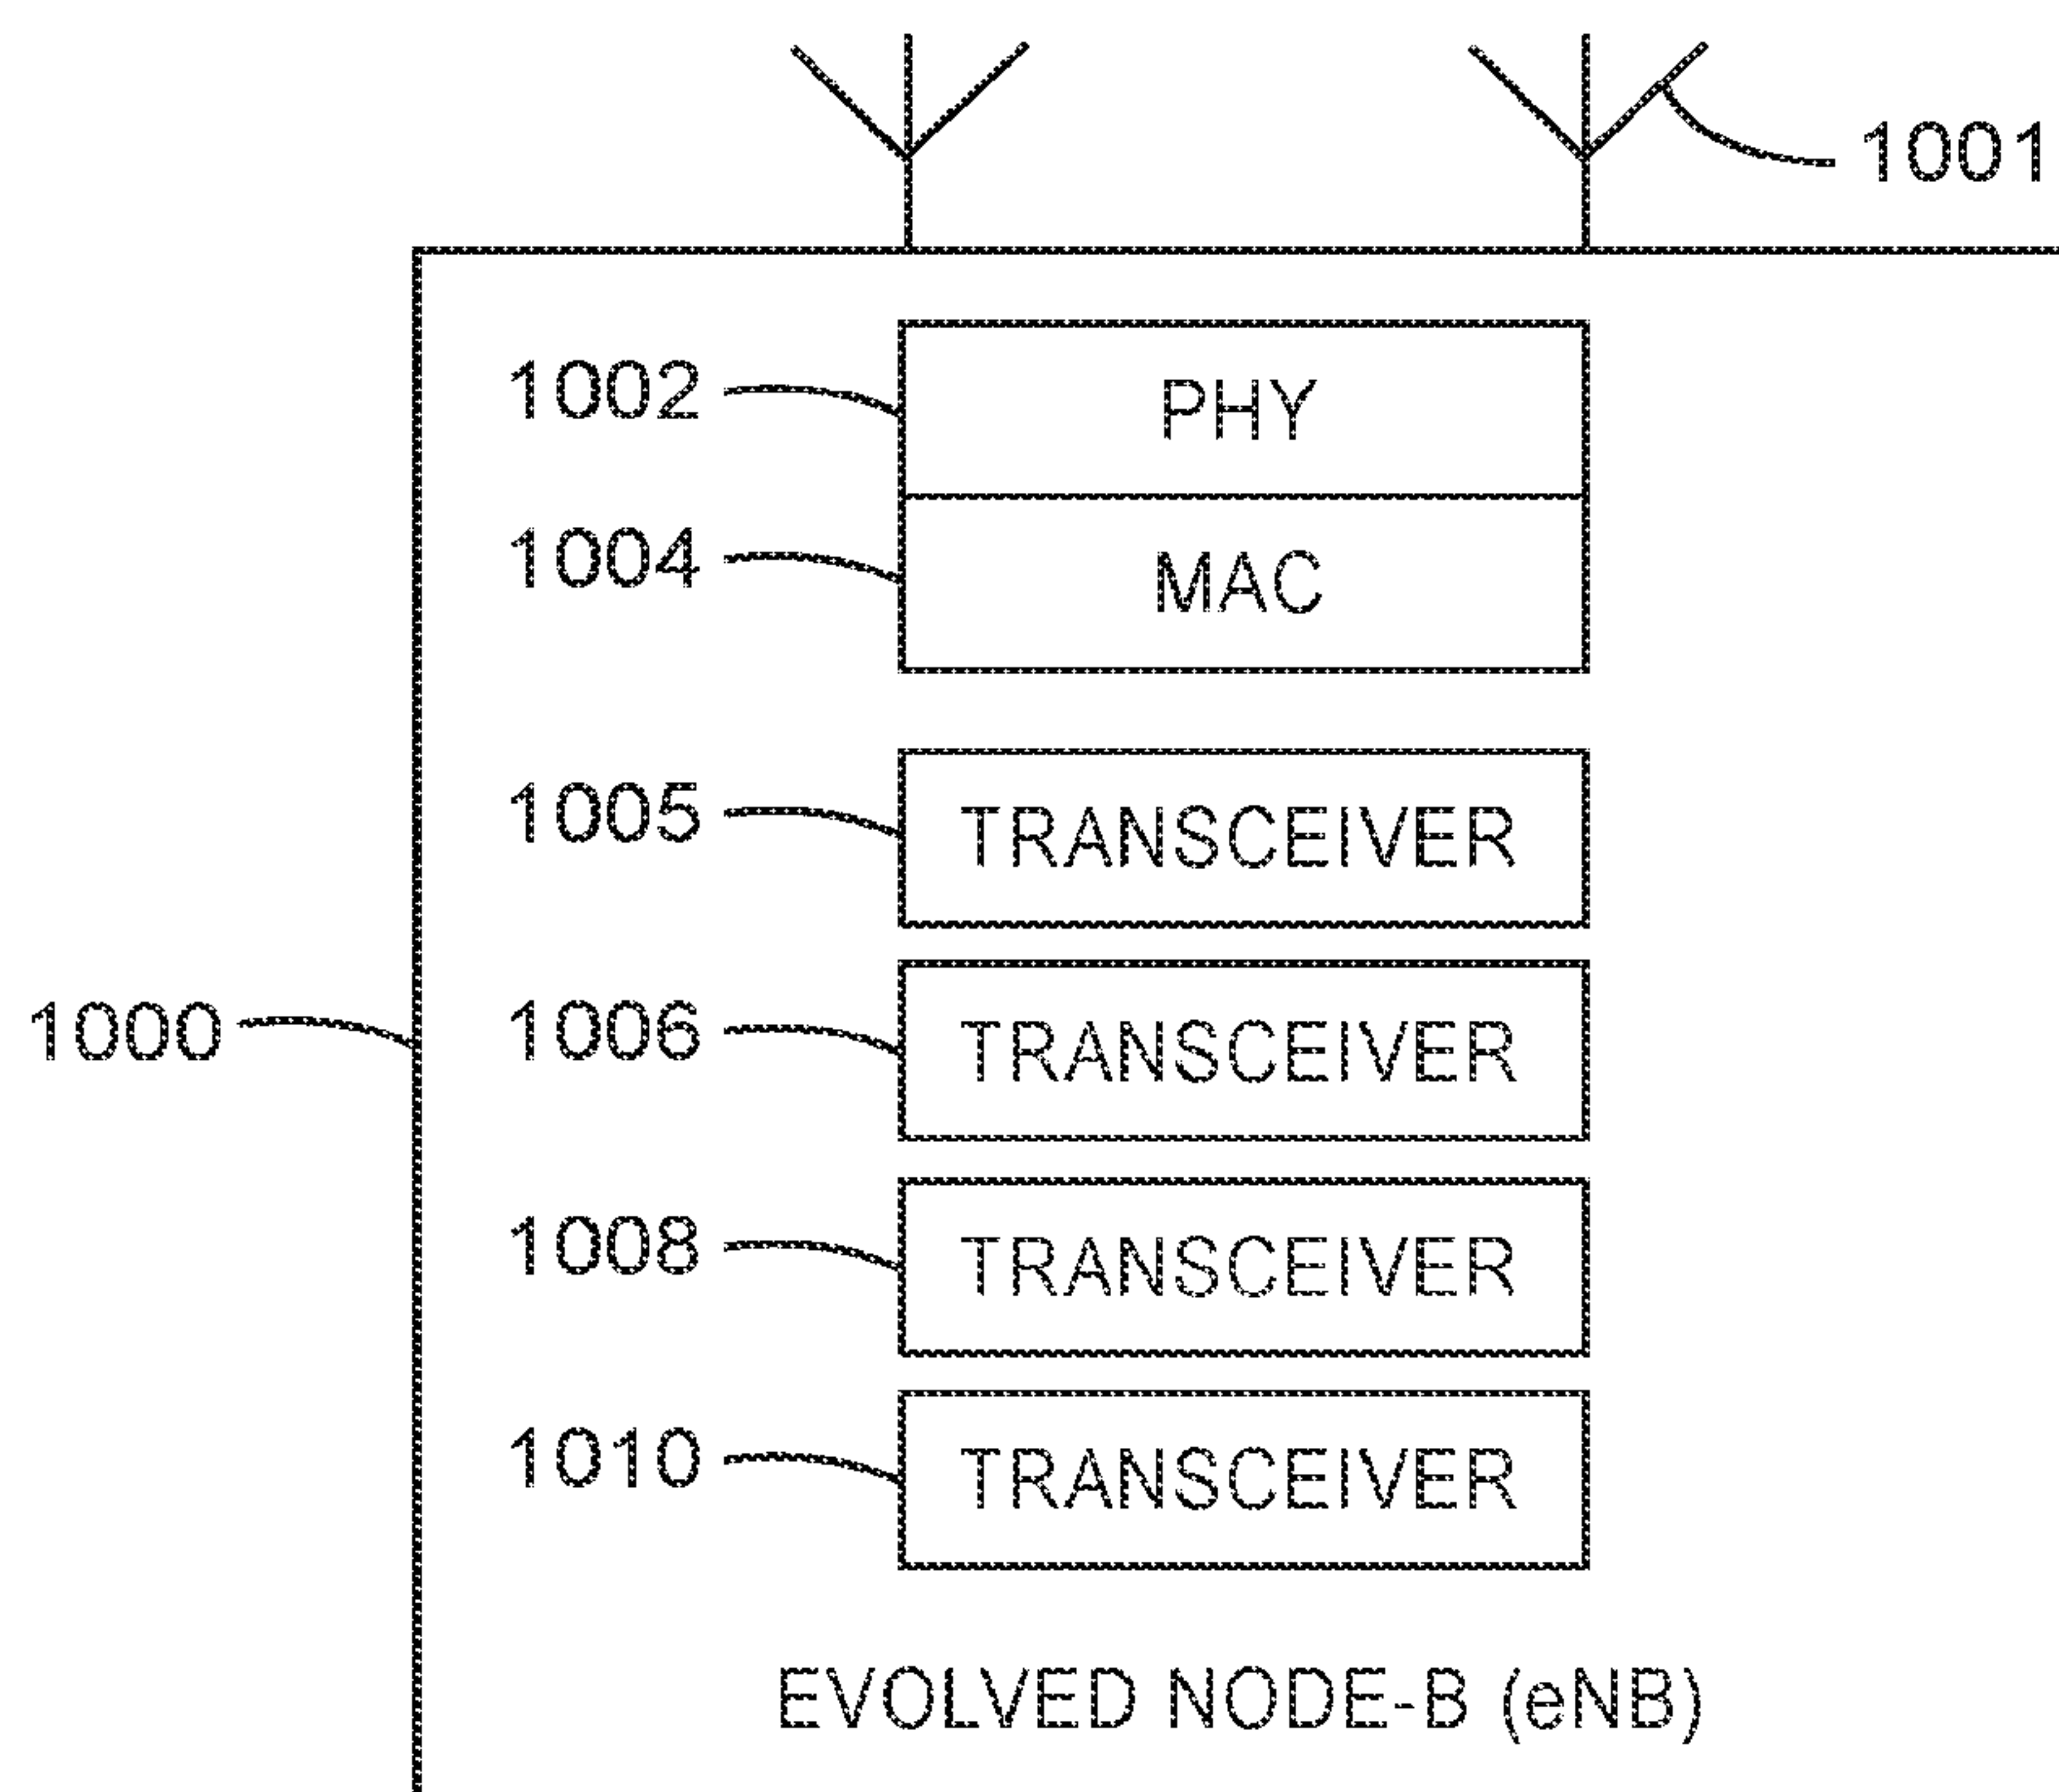 1001
1002 PHY
1004 MAC
1005 TRANSCEIVER
1000 1006 TRANSCEIVER
1008 TRANSCEIVER
1010 TRANSCEIVER
EVOLVED NODE-B (eNB)